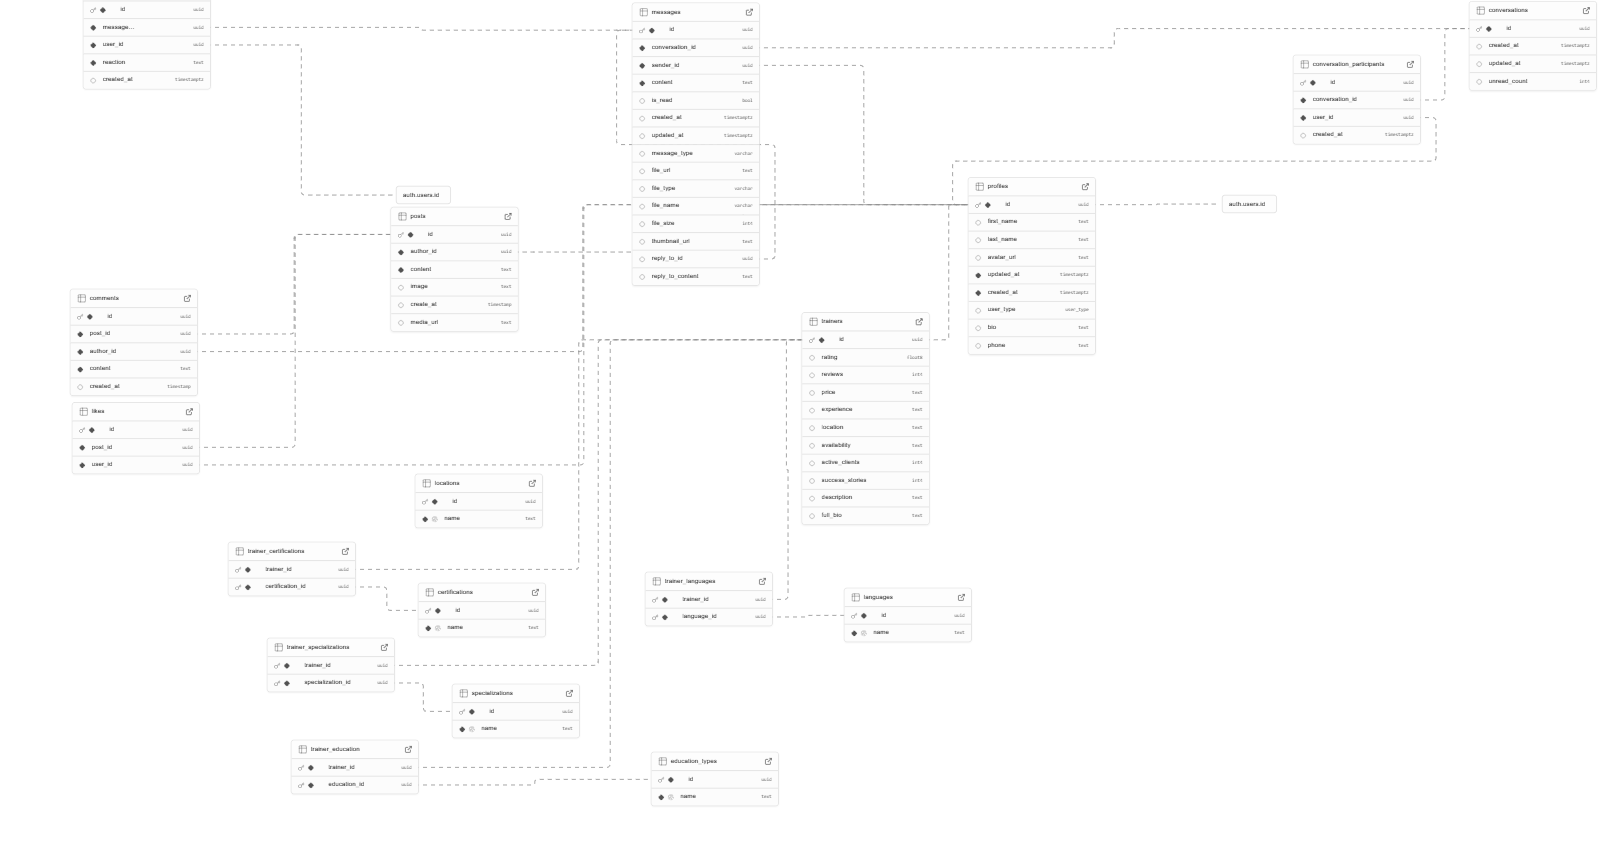 id uuid
message... uuid
user_id uuid
reaction text
created_at timestamptz
messages
id uuid
conversation_id uuid
sender_id uuid
content text
is_read bool
created_at timestamptz
updated_at timestamptz
message_type varchar
file_url text
file_type varchar
file_name varchar
file_size int4
thumbnail_url text
reply_to_id uuid
reply_to_content text
conversations
id uuid
created_at timestamptz
updated_at timestamptz
unread_count int4
conversation_participants
id uuid
conversation_id uuid
user_id uuid
created_at timestamptz
auth.users.id
posts
id uuid
author_id uuid
content text
image text
create_at timestamp
media_url text
profiles
id uuid
first_name text
last_name text
avatar_url text
updated_at timestamptz
created_at timestamptz
user_type user_type
bio text
phone text
auth.users.id
comments
id uuid
post_id uuid
author_id uuid
content text
created_at timestamp
likes
id uuid
post_id uuid
user_id uuid
trainers
id uuid
rating float8
reviews int4
price text
experience text
location text
availability text
active_clients int4
success_stories int4
description text
full_bio text
locations
id uuid
name text
trainer_certifications
trainer_id uuid
certification_id uuid
certifications
id uuid
name text
trainer_languages
trainer_id uuid
language_id uuid
languages
id uuid
name text
trainer_specializations
trainer_id uuid
specialization_id uuid
specializations
id uuid
name text
trainer_education
trainer_id uuid
education_id uuid
education_types
id uuid
name text